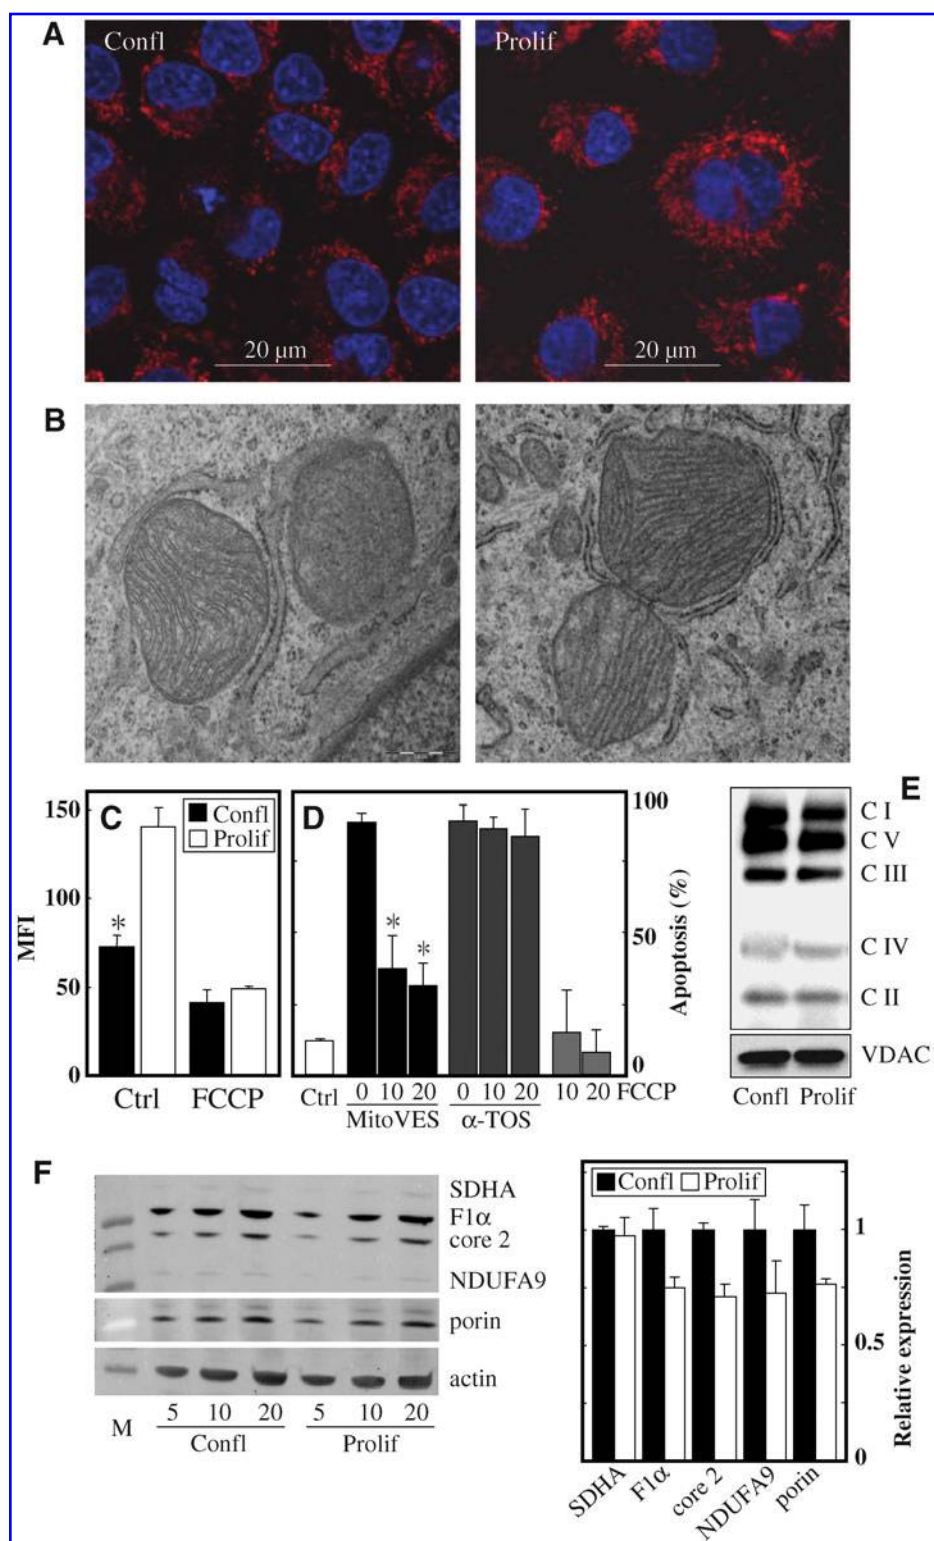 A
Confl
Prolif
20 µm
20 µm
B
C
Confl
Prolif
MFI
150
100
50
0
Ctrl
FCCP
D
*
*
*
100
50
0
Apoptosis (%)
Ctrl
0 10 20
0 10 20
10 20 FCCP
MitoVES
α-TOS
E
C I
C V
C III
C IV
C II
VDAC1
Confl Prolif
F
SDHA
F1α
core 2
NDUFA9
porin
actin
M
5 10 20
5 10 20
Confl
Prolif
Confl
Prolif
1
0.5
0
Relative expression
SDHA
F1α
core 2
NDUFA9
porin